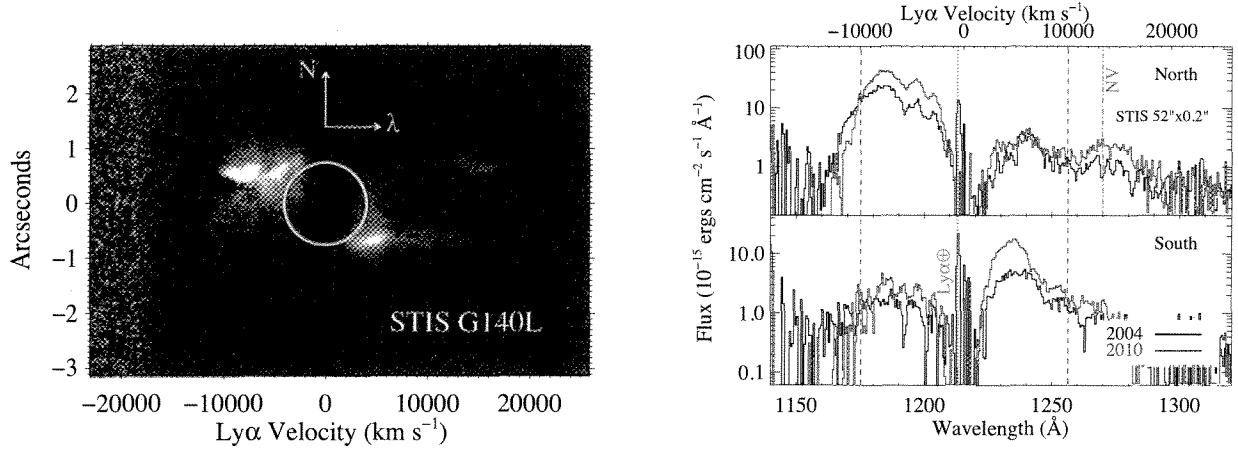 N
λ
STIS G140L
2
1
0
−1
−2
−3
Arcseconds
−20000 −10000 0 10000 20000
Lyα Velocity (km s⁻¹)
Lyα Velocity (km s⁻¹)
−10000 0 10000 20000
100
10
1
North
STIS 52"x0.2"
NV
10.0
1.0
0.1
South
Lyα⊕
2004
2010
Flux (10⁻¹⁵ ergs cm⁻² s⁻¹ Å⁻¹)
1150 1200 1250 1300
Wavelength (Å)